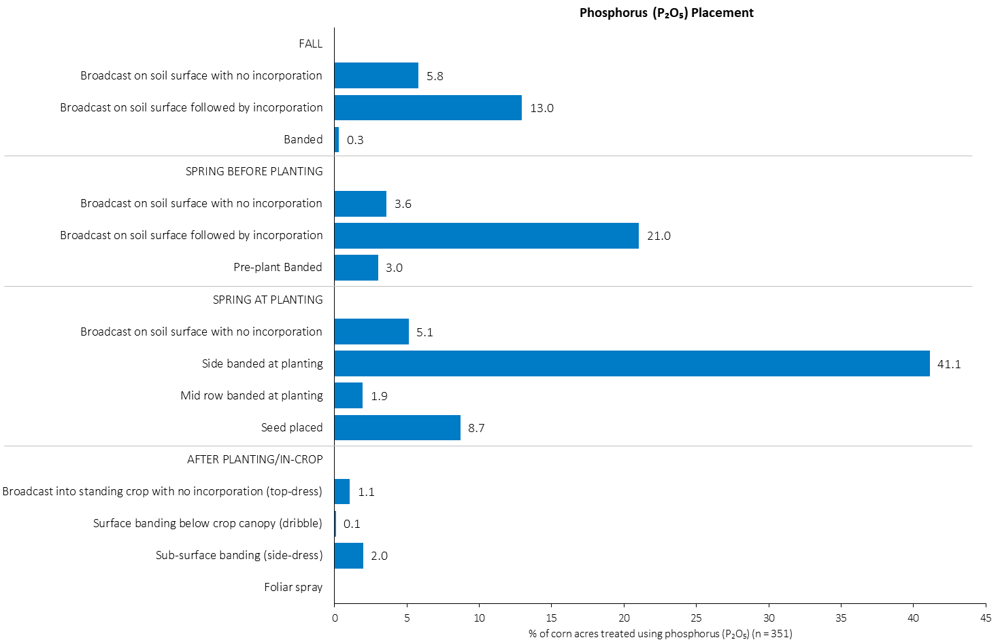 Phosphorus (P₂O₅) Placement
FALL
Broadcast on soil surface with no incorporation 5.8
Broadcast on soil surface followed by incorporation 13.0
Banded 0.3
SPRING BEFORE PLANTING
Broadcast on soil surface with no incorporation 3.6
Broadcast on soil surface followed by incorporation 21.0
Pre-plant Banded 3.0
SPRING AT PLANTING
Broadcast on soil surface with no incorporation 5.1
Side banded at planting 41.1
Mid row banded at planting 1.9
Seed placed 8.7
AFTER PLANTING/IN-CROP
Broadcast into standing crop with no incorporation (top-dress) 1.1
Surface banding below crop canopy (dribble) 0.1
Sub-surface banding (side-dress) 2.0
Foliar spray
0 5 10 15 20 25 30 35 40 45
% of corn acres treated using phosphorus (P₂O₅) (n = 351)